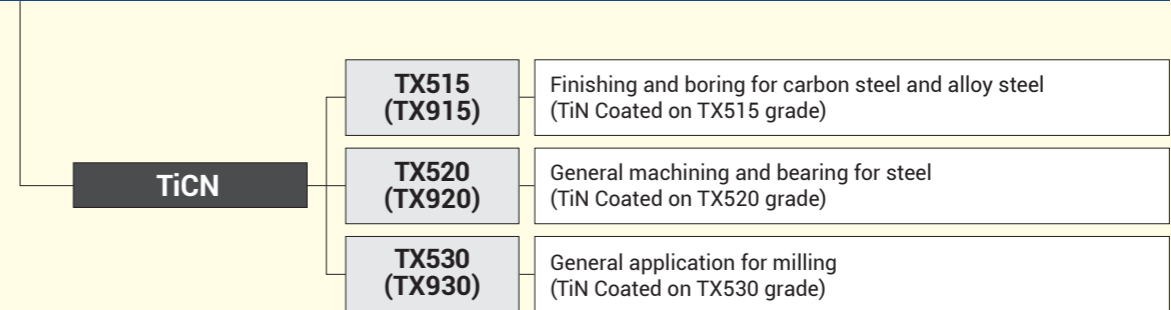 TX515
(TX915)
Finishing and boring for carbon steel and alloy steel
(TiN Coated on TX515 grade)
TiCN
TX520
(TX920)
General machining and bearing for steel
(TiN Coated on TX520 grade)
TX530
(TX930)
General application for milling
(TiN Coated on TX530 grade)